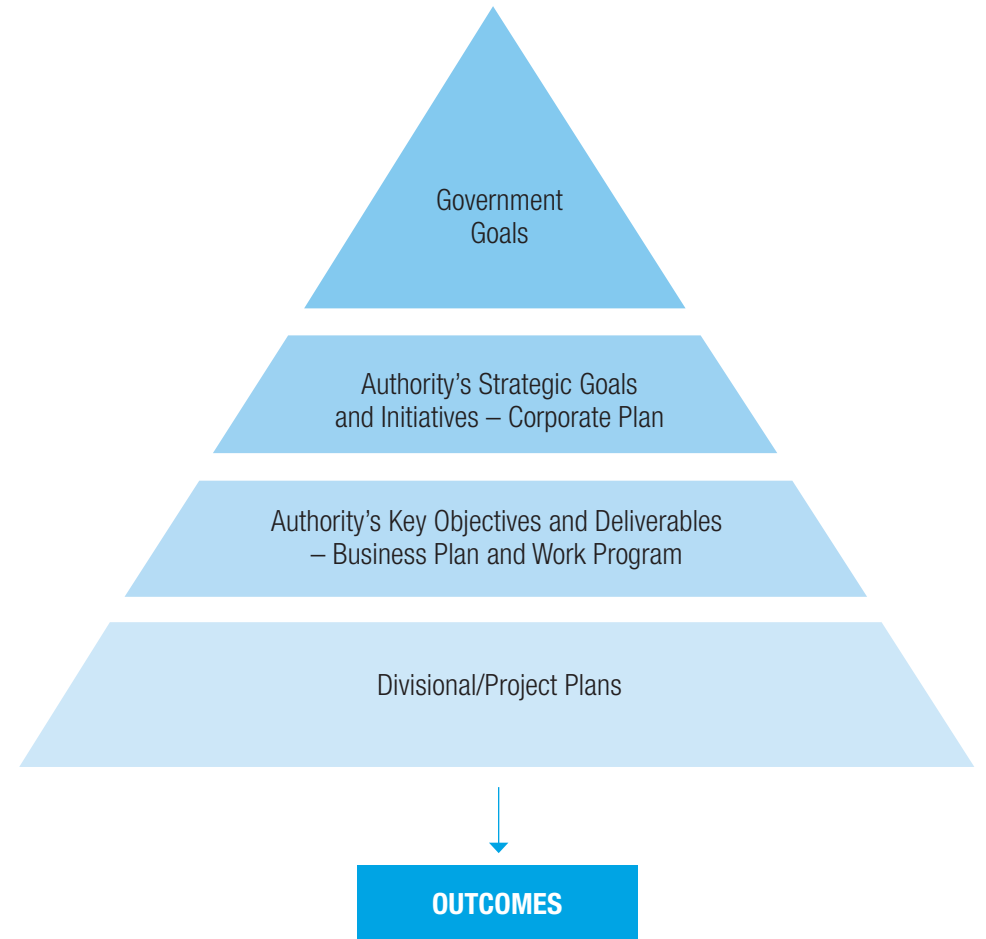 Government
Goals
Authority’s Strategic Goals
and Initiatives – Corporate Plan
Authority’s Key Objectives and Deliverables
– Business Plan and Work Program
Divisional/Project Plans
OUTCOMES